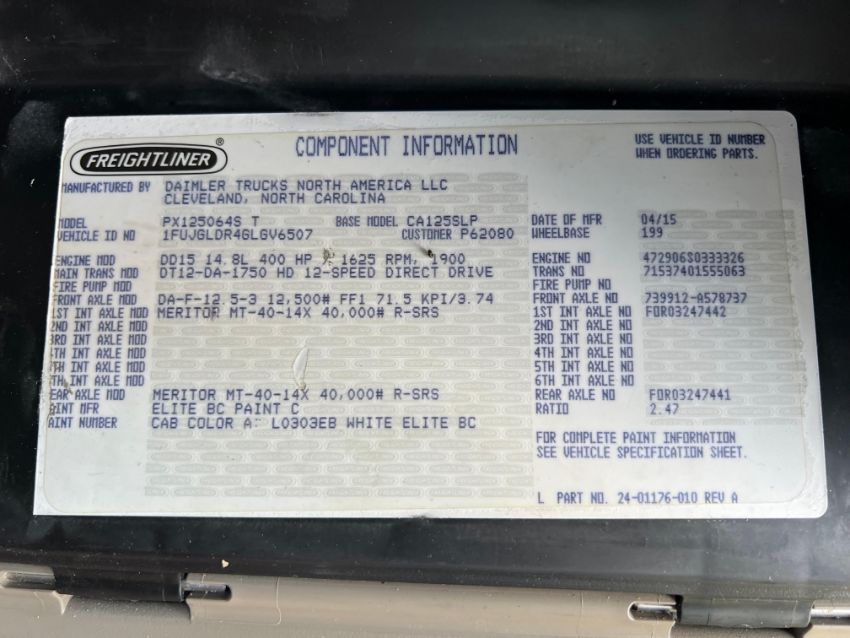 FREIGHTLINER®
COMPONENT INFORMATION
USE VEHICLE ID NUMBER
WHEN ORDERING PARTS.
MANUFACTURED BY DAIMLER TRUCKS NORTH AMERICA LLC
CLEVELAND, NORTH CAROLINA
MODEL PX125064S T BASE MODEL CA125SLP DATE OF MFR 04/15
VEHICLE ID NO 1FUJGLDR4GLGV6507 CUSTOMER P62080 WHEELBASE 199
ENGINE MOD DD15 14.8L 400 HP 1625 RPM, 1900 ENGINE NO 472906S0333326
MAIN TRANS MOD DT12-DA-1750 HD 12-SPEED DIRECT DRIVE TRANS NO 71537401555063
FIRE PUMP MOD FIRE PUMP NO
FRONT AXLE MOD DA-F-12.5-3 12,500# FF1 71.5 KPI/3.74 FRONT AXLE NO 739912-A578737
1ST INT AXLE MOD MERITOR MT-40-14X 40,000# R-SRS 1ST INT AXLE NO FOR03247442
2ND INT AXLE MOD 2ND INT AXLE NO
3RD INT AXLE MOD 3RD INT AXLE NO
4TH INT AXLE MOD 4TH INT AXLE NO
TH INT AXLE MOD 5TH INT AXLE NO
TH INT AXLE MOD 6TH INT AXLE NO
EAR AXLE MOD MERITOR MT-40-14X 40,000# R-SRS REAR AXLE NO FOR03247441
AINT MFR ELITE BC PAINT C RATIO 2.47
AINT NUMBER CAB COLOR A: L0303EB WHITE ELITE BC
FOR COMPLETE PAINT INFORMATION
SEE VEHICLE SPECIFICATION SHEET.
L PART NO. 24-01176-010 REV A